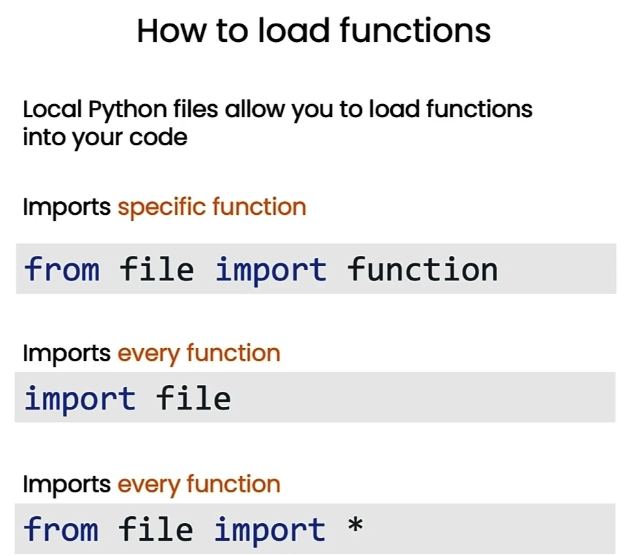 How to load functions
Local Python files allow you to load functions
into your code
Imports specific function
from file import function
Imports every function
import file
Imports every function
from file import *